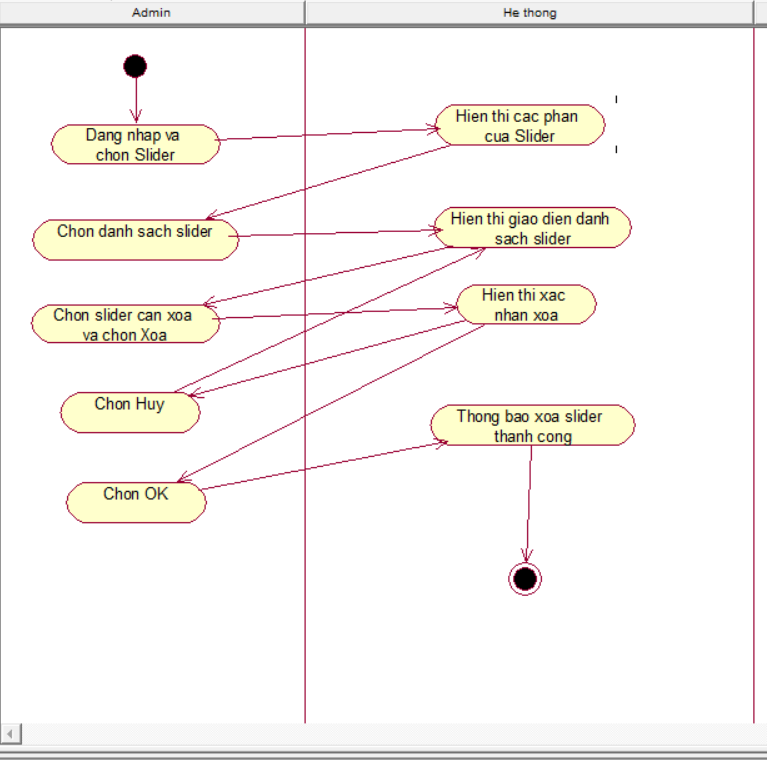 Admin
He thong
Dang nhap va
chon Slider
Hien thi cac phan
cua Slider
Chon danh sach slider
Hien thi giao dien danh
sach slider
Chon slider can xoa
va chon Xoa
Hien thi xac
nhan xoa
Chon Huy
Thong bao xoa slider
thanh cong
Chon OK